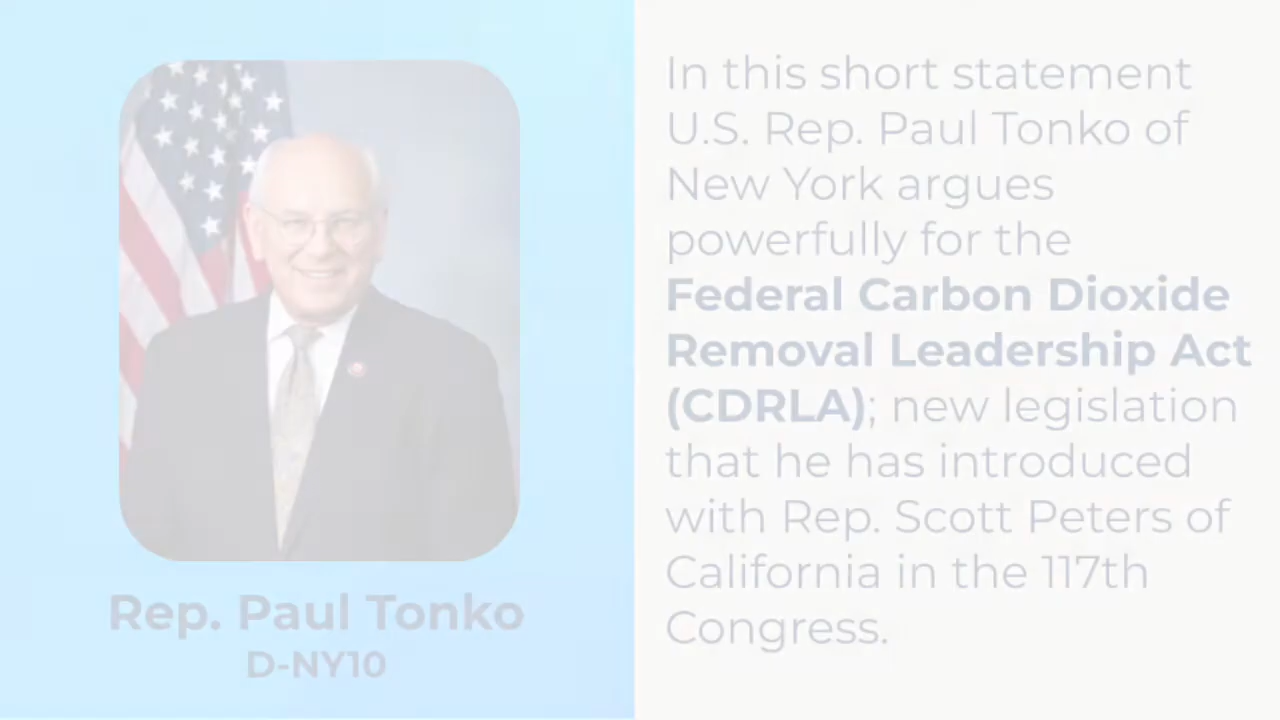 Rep. Paul Tonko
D-NY10
In this short statement
U.S. Rep. Paul Tonko of
New York argues
powerfully for the
Federal Carbon Dioxide
Removal Leadership Act
(CDRLA); new legislation
that he has introduced
with Rep. Scott Peters of
California in the 117th
Congress.